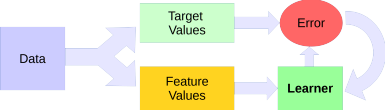 Data
Target
Values
Error
Feature
Values
Learner